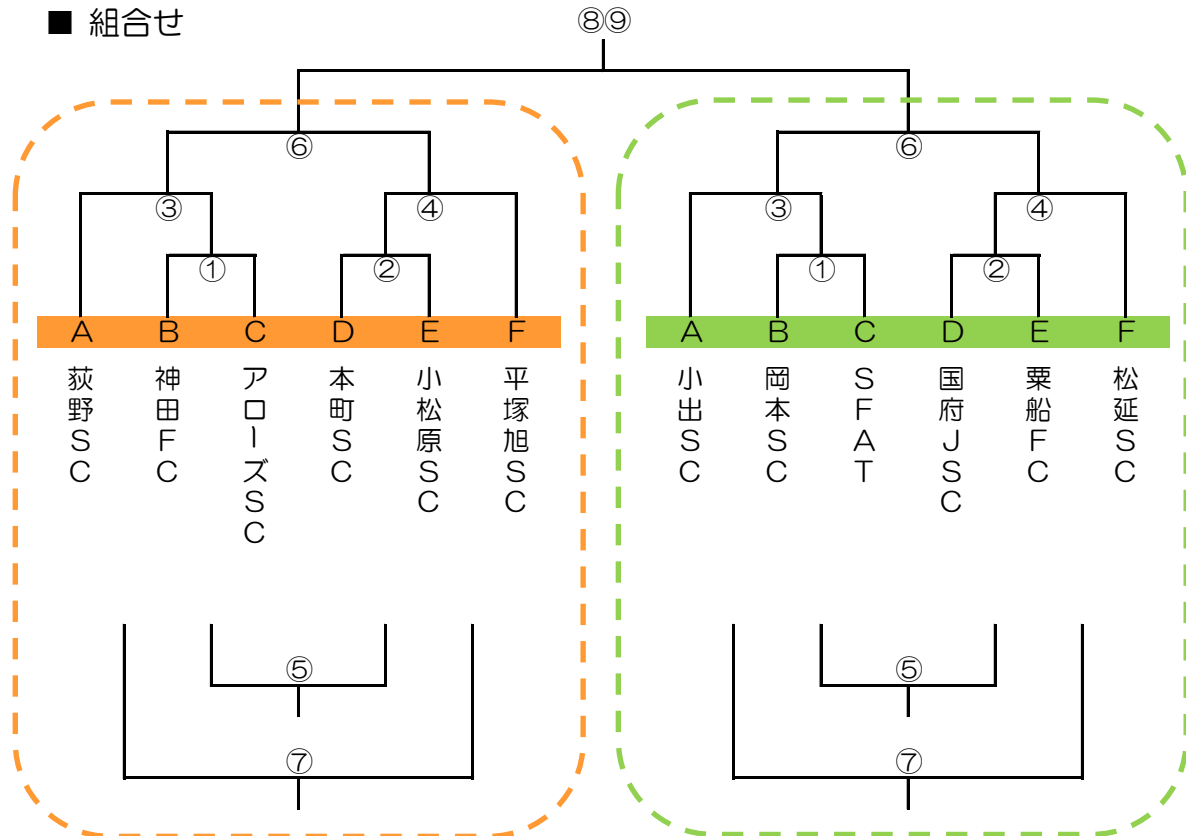 ■ 組合せ
⑧⑨
⑥
⑥
③
④
③
④
①
②
①
②
A B C D E F
A B C D E F
荻野SC
神田FC
アローズSC
本町SC
小松原SC
平塚旭SC
小出SC
岡本SC
SFAT
国府JSC
粟船FC
松延SC
⑤
⑤
⑦
⑦